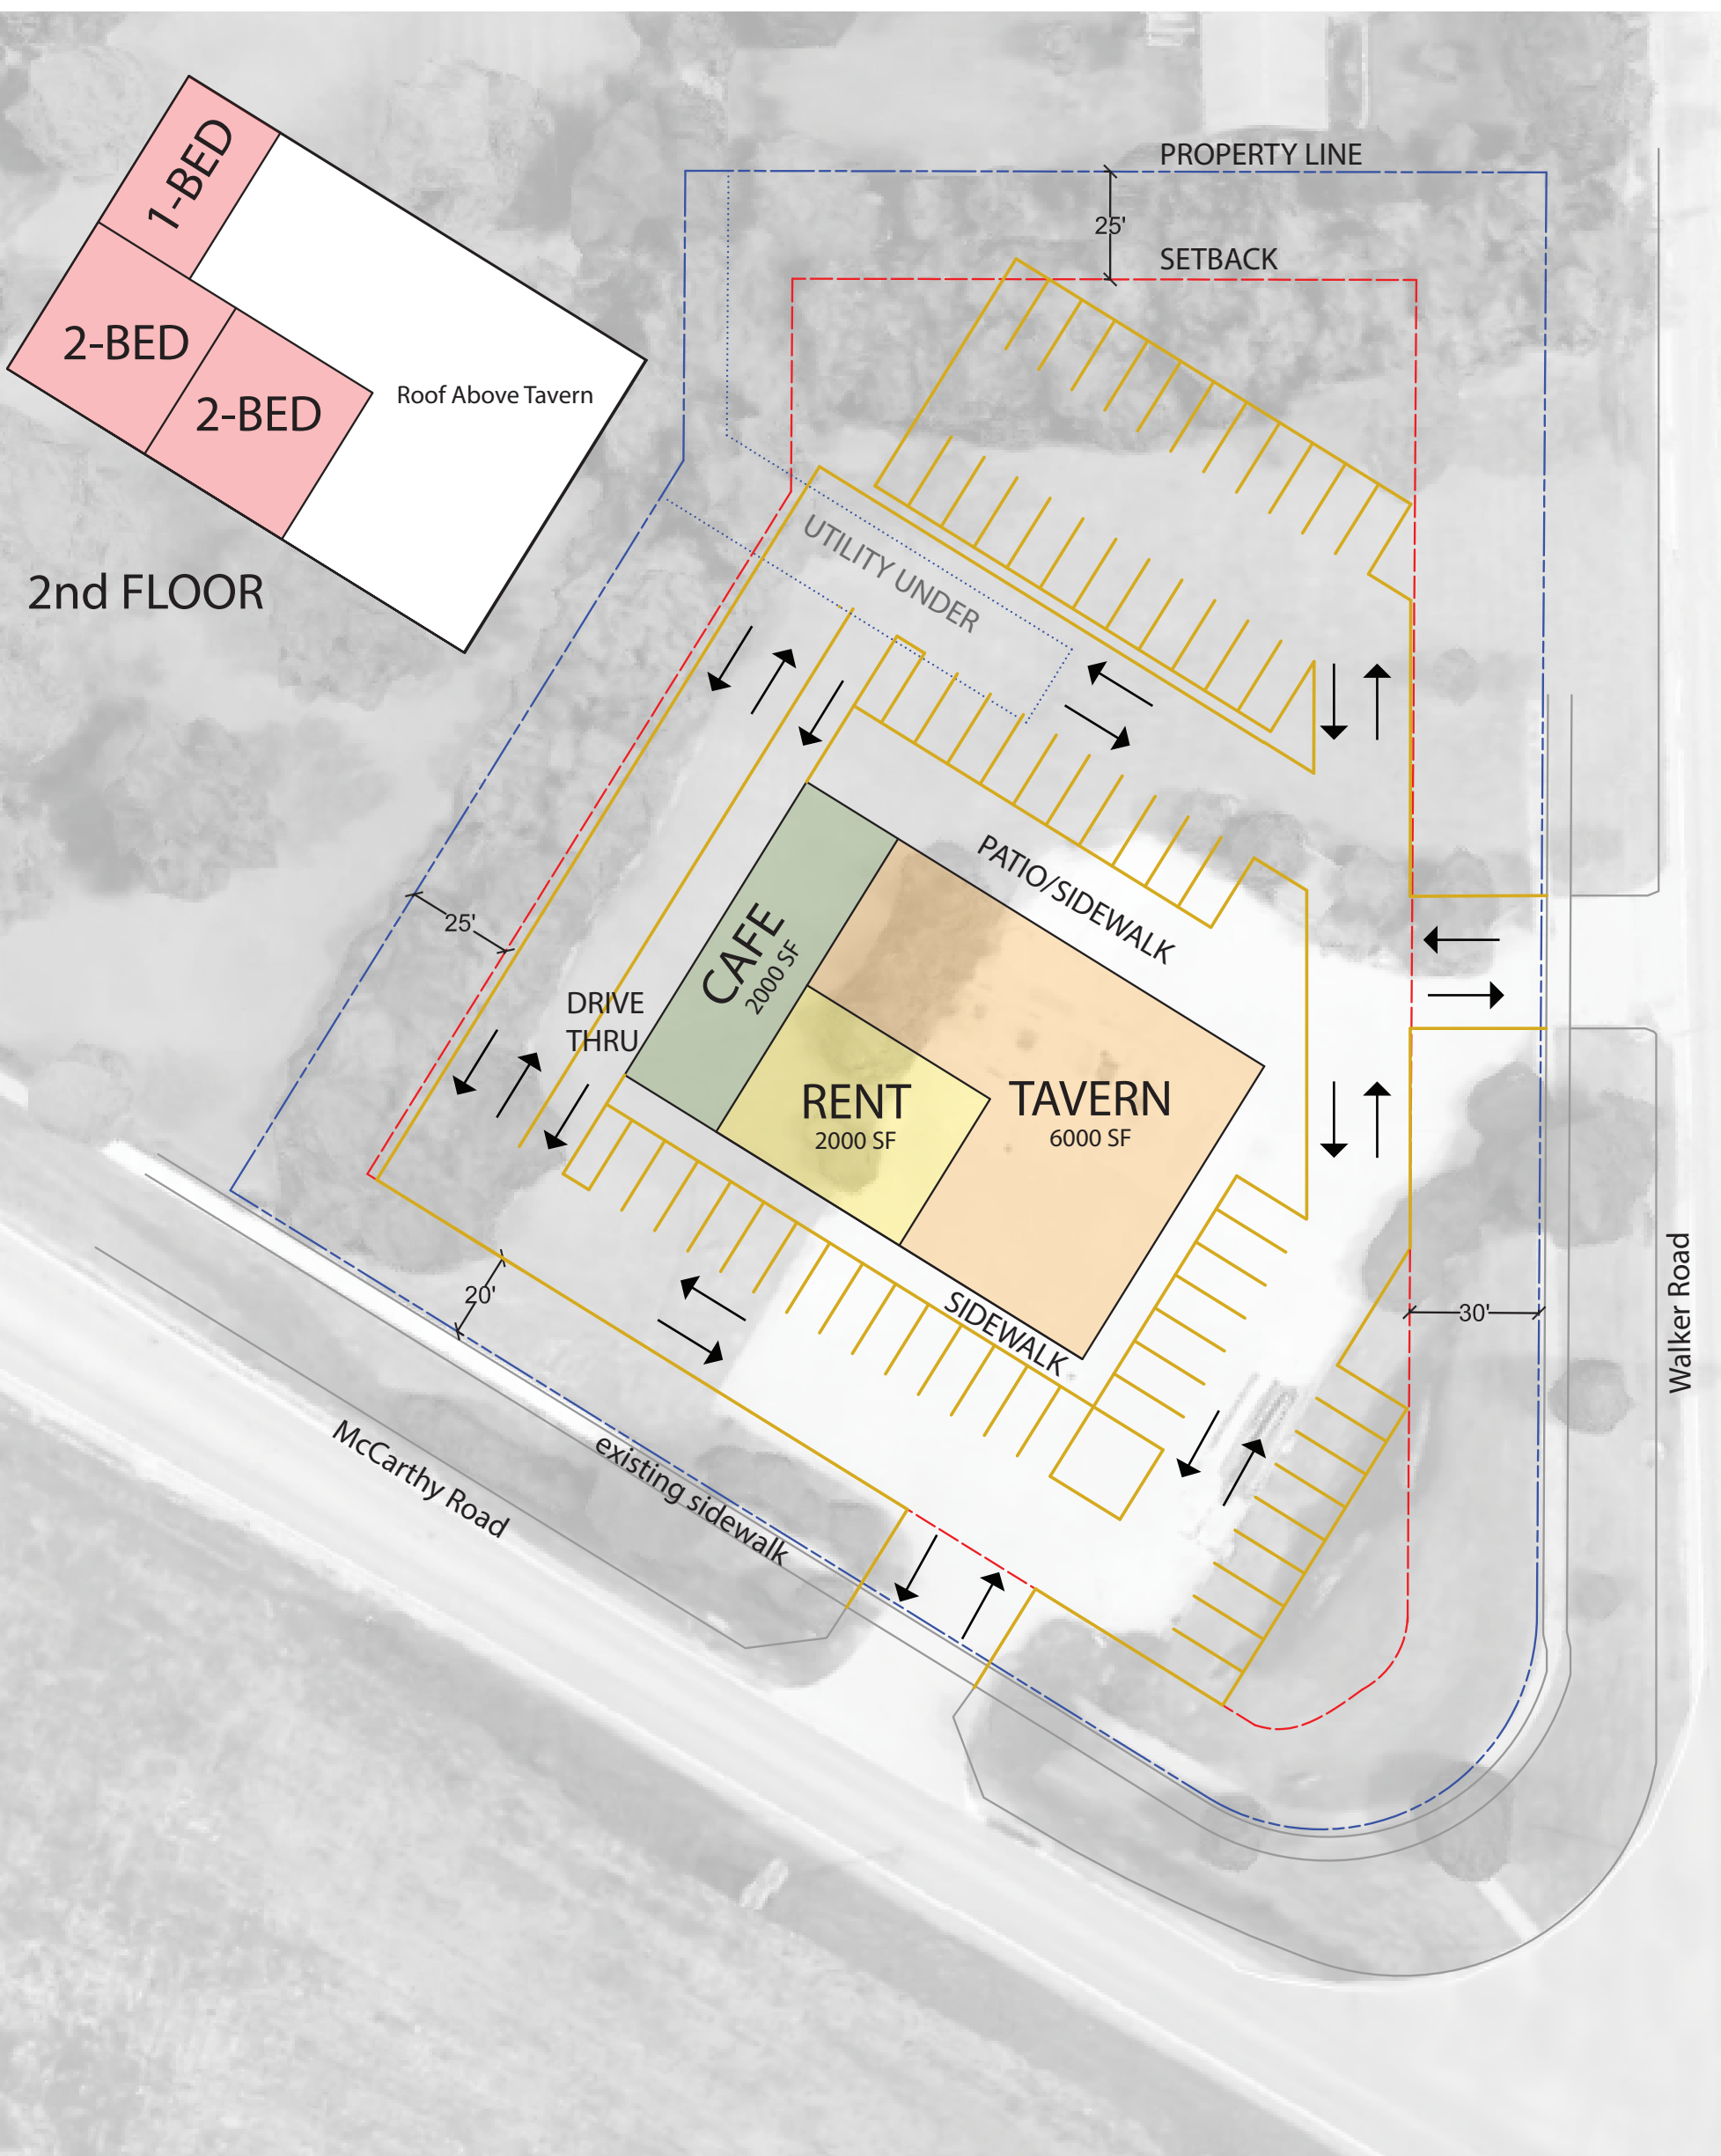 1-BED
2-BED
2-BED
Roof Above Tavern
2nd FLOOR
PROPERTY LINE
25'
SETBACK
UTILITY UNDER
PATIO/SIDEWALK
25'
CAFE
2000 SF
DRIVE
THRU
RENT
2000 SF
TAVERN
6000 SF
SIDEWALK
20'
30'
Walker Road
existing sidewalk
McCarthy Road